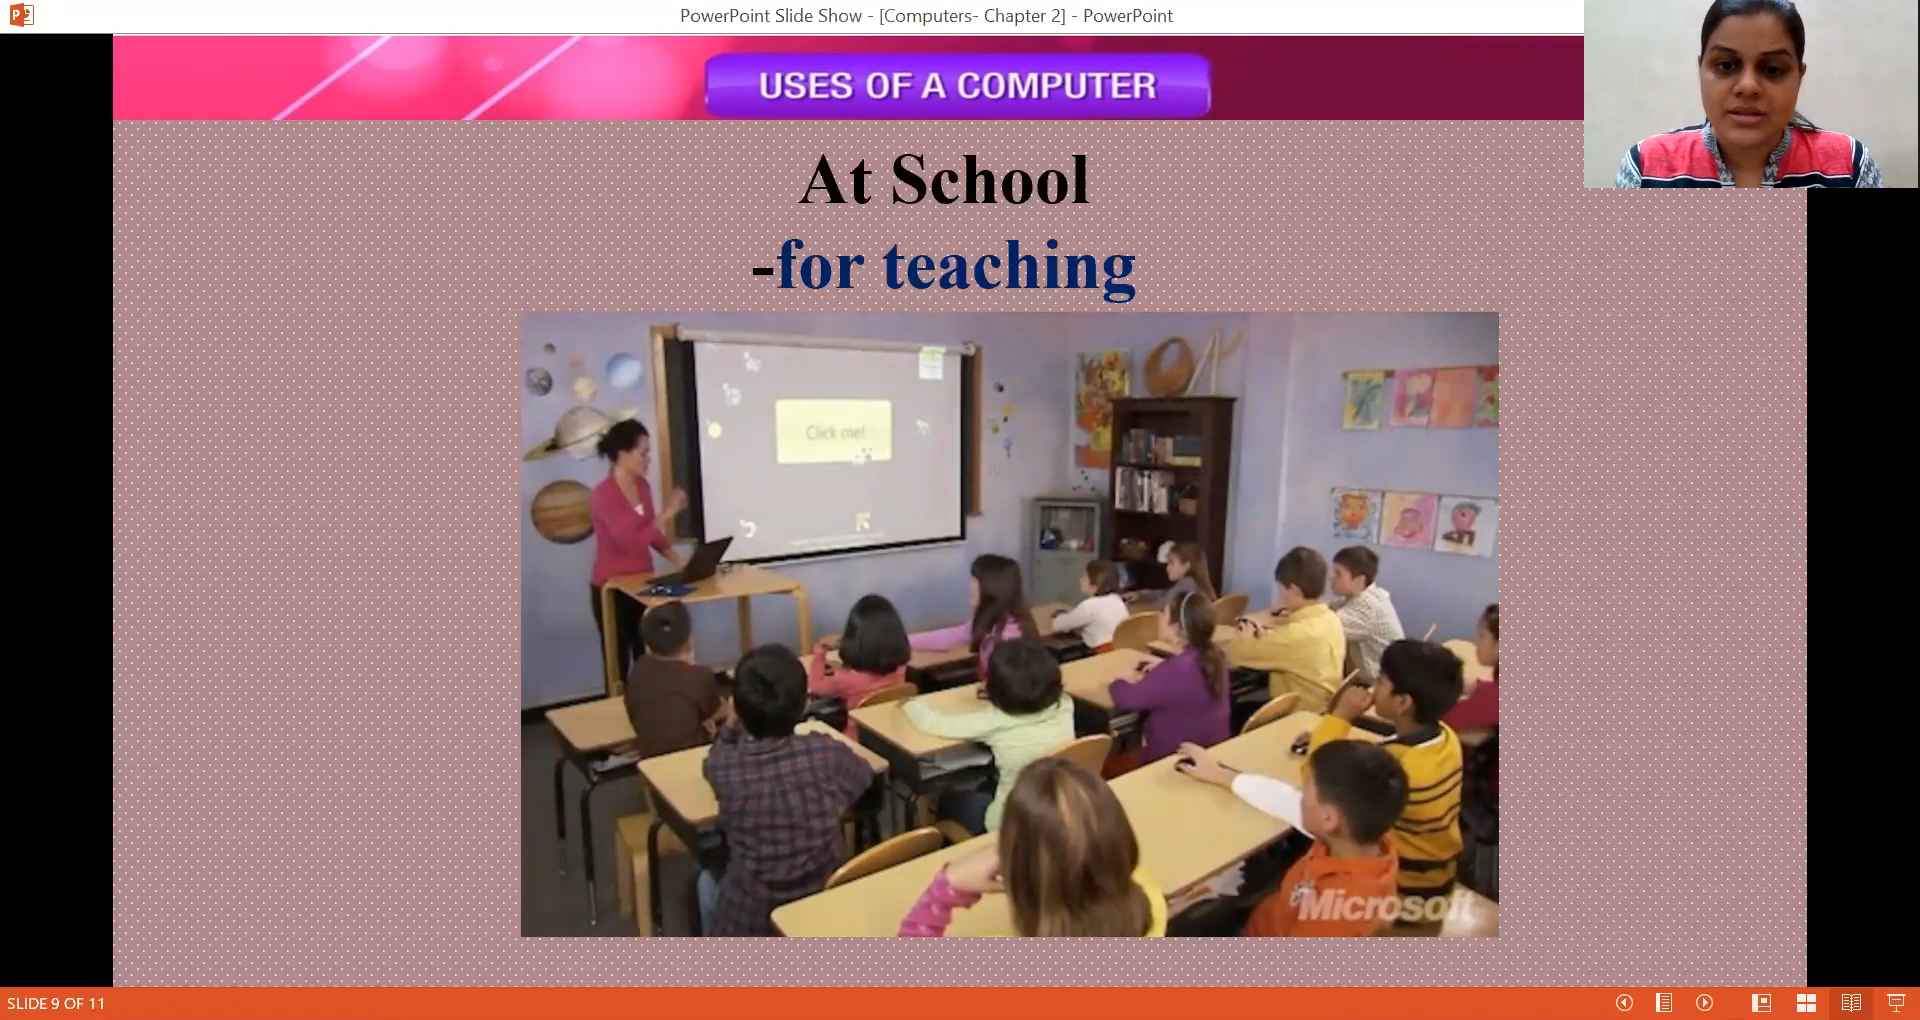 PowerPoint Slide Show - [Computers- Chapter 2] - PowerPoint
USES OF A COMPUTER
At School
-for teaching
Click me!
Microsoft
SLIDE 9 OF 11